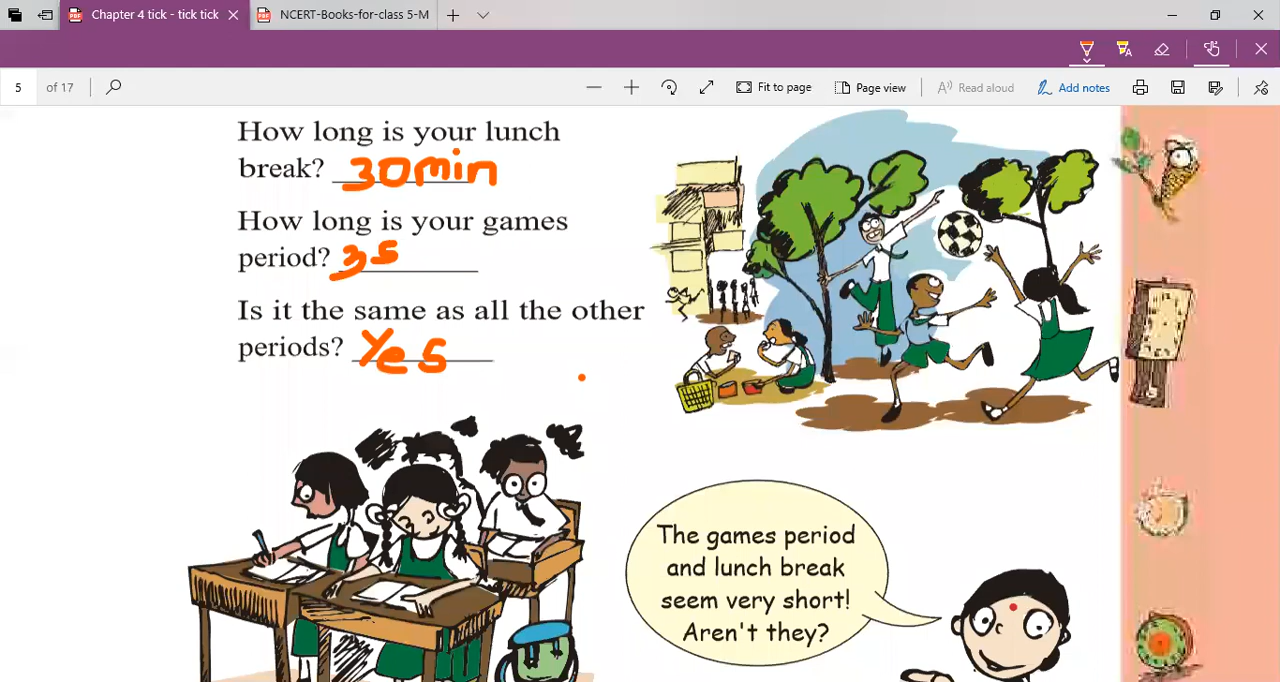 Chapter 4 tick - tick tick
NCERT-Books-for class 5-M
5 of 17
Fit to page
Page view
Read aloud
Add notes
How long is your lunch
break? 30min
How long is your games
period? 35
Is it the same as all the other
periods? Yes
The games period
and lunch break
seem very short!
Aren't they?